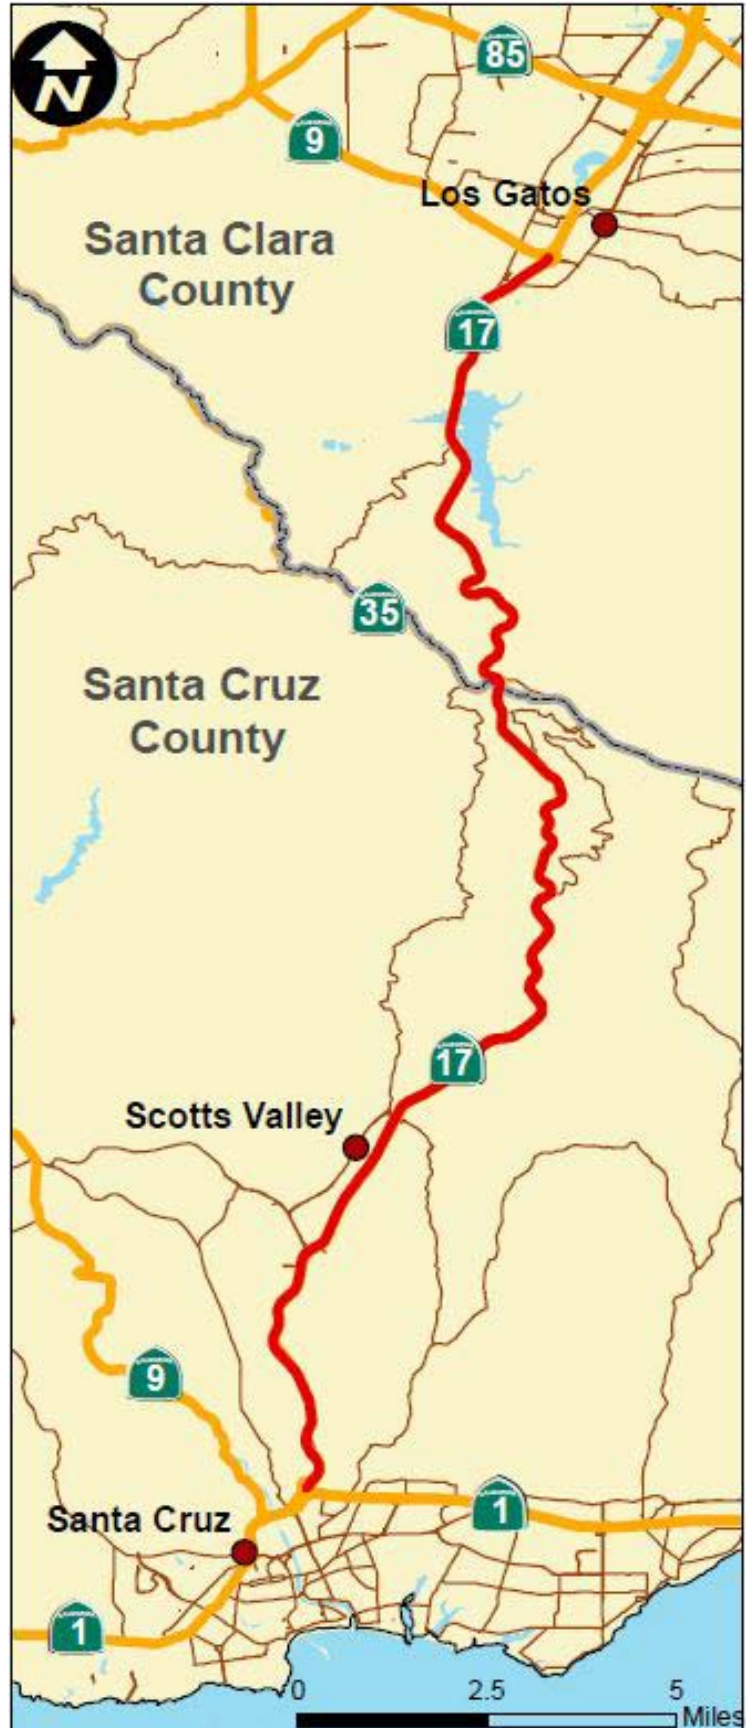 N
85
9
Los Gatos
Santa Clara
County
17
35
Santa Cruz
County
17
Scotts Valley
9
1
Santa Cruz
1
0 2.5 5
Miles